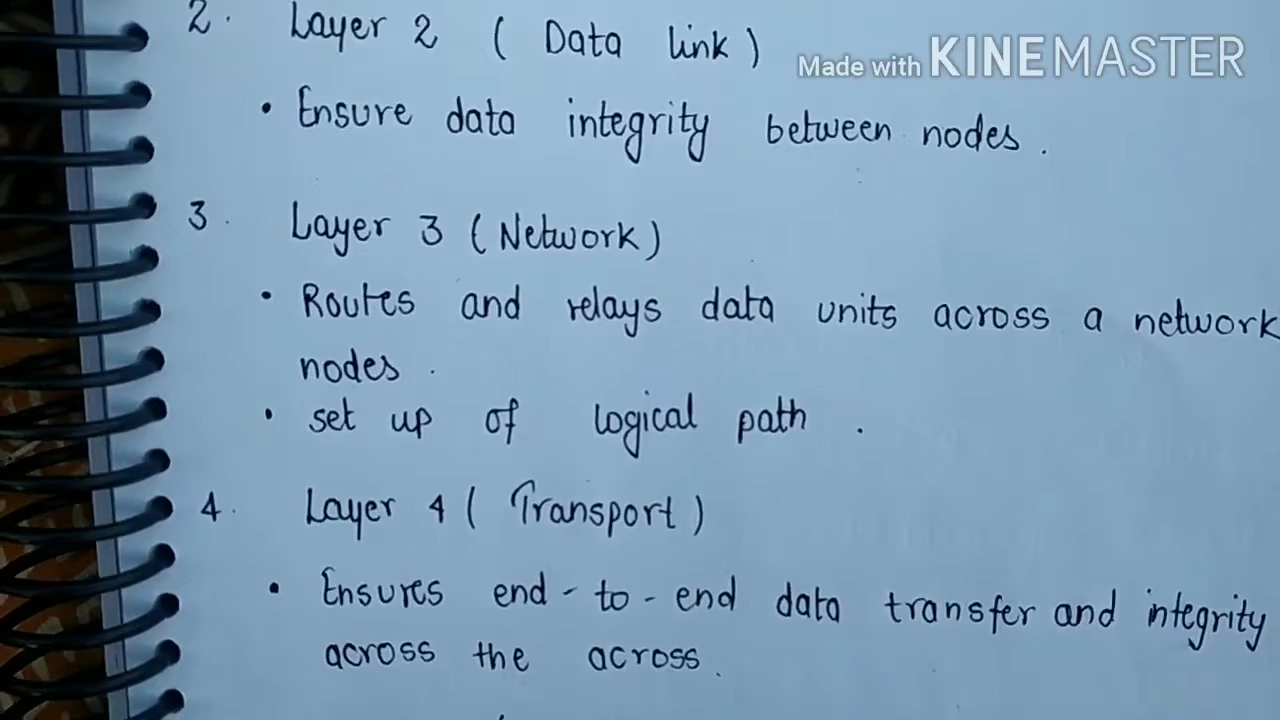 2. Layer 2 ( Data link )
Made with KINEMASTER
• Ensure data integrity between nodes.
3. Layer 3 ( Network )
• Routes and relays data units across a network
nodes.
• set up of logical path.
4. Layer 4 ( Transport )
• Ensures end-to-end data transfer and integrity
across the across.